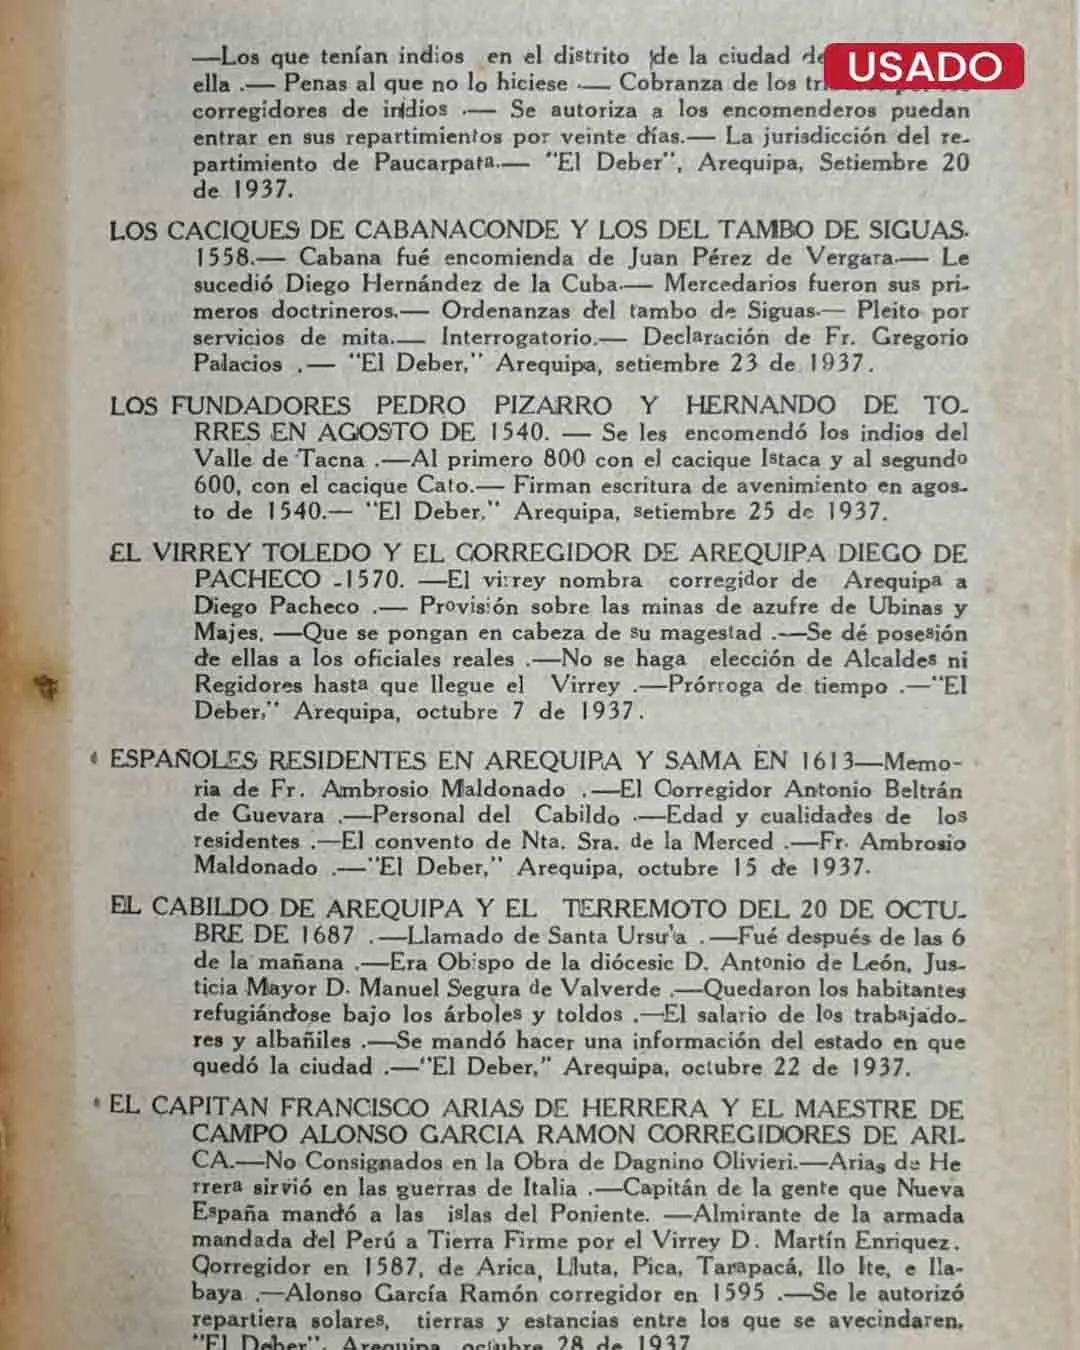 —Los que tenían indios en el distrito de la ciudad de
USADO
ella .— Penas al que no lo hiciese .— Cobranza de los
corregidores de indios .— Se autoriza a los encomenderos puedan
entrar en sus repartimientos por veinte días.— La jurisdicción del re-
partimiento de Paucarpata.— "El Deber", Arequipa, Setiembre 20
de 1937.
LOS CACIQUES DE CABANACONDE Y LOS DEL TAMBO DE SIGUAS.
1558.— Cabana fué encomienda de Juan Pérez de Vergara.— Le
sucedió Diego Hernández de la Cuba.— Mercedarios fueron sus pri-
meros doctrineros.— Ordenanzas del tambo de Siguas.— Pleito por
servicios de mita.— Interrogatorio.— Declaración de Fr. Gregorio
Palacios .— "El Deber," Arequipa, setiembre 23 de 1937.
LOS FUNDADORES PEDRO PIZARRO Y HERNANDO DE TO-
RRES EN AGOSTO DE 1540. — Se les encomendó los indios del
Valle de Tacna .—Al primero 800 con el cacique Istaca y al segundo
600, con el cacique Cato.— Firman escritura de avenimiento en agos-
to de 1540.— "El Deber," Arequipa, setiembre 25 de 1937.
EL VIRREY TOLEDO Y EL CORREGIDOR DE AREQUIPA DIEGO DE
PACHECO -1570. —El virrey nombra corregidor de Arequipa a
Diego Pacheco .— Provisión sobre las minas de azufre de Ubinas y
Majes, —Que se pongan en cabeza de su magestad .—Se dé posesión
de ellas a los oficiales reales .—No se haga elección de Alcaldes ni
Regidores hasta que llegue el Virrey .—Prórroga de tiempo .—"El
Deber," Arequipa, octubre 7 de 1937.
ESPAÑOLES RESIDENTES EN AREQUIPA Y SAMA EN 1613—Memo-
ria de Fr. Ambrosio Maldonado .—El Corregidor Antonio Beltrán
de Guevara .—Personal del Cabildo .—Edad y cualidades de los
residentes .—El convento de Nta. Sra. de la Merced .—Fr. Ambrosio
Maldonado .—"El Deber," Arequipa, octubre 15 de 1937.
EL CABILDO DE AREQUIPA Y EL TERREMOTO DEL 20 DE OCTU-
BRE DE 1687 .—Llamado de Santa Ursula .—Fué después de las 6
de la mañana .—Era Obispo de la diócesic D. Antonio de León, Jus-
ticia Mayor D. Manuel Segura de Valverde .—Quedaron los habitantes
refugiándose bajo los árboles y toldos .—El salario de los trabajado-
res y albañiles .—Se mandó hacer una información del estado en que
quedó la ciudad .—"El Deber," Arequipa, octubre 22 de 1937.
EL CAPITAN FRANCISCO ARIAS DE HERRERA Y EL MAESTRE DE
CAMPO ALONSO GARCIA RAMON CORREGIDORES DE ARI-
CA.—No Consignados en la Obra de Dagnino Olivieri.—Arias de He
rrera sirvió en las guerras de Italia .—Capitán de la gente que Nueva
España mandó a las islas del Poniente. —Almirante de la armada
mandada del Perú a Tierra Firme por el Virrey D. Martín Enriquez.
Corregidor en 1587, de Arica, Lluta, Pica, Tarapacá, Ilo Ite, e Ila-
baya .—Alonso García Ramón corregidor en 1595 .—Se le autorizó
repartiera solares, tierras y estancias entre los que se avecindaren.
"El Deber", Arequipa, octubre 28 de 1937